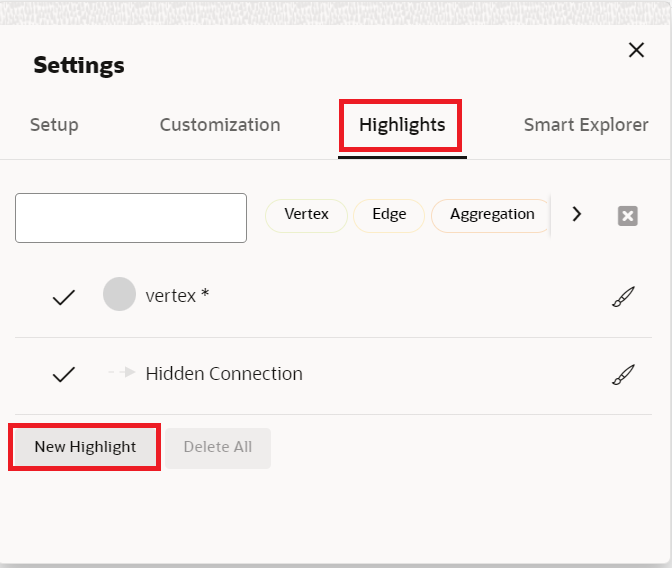 Settings
Setup Customization Highlights Smart Explorer
Vertex Edge Aggregation
vertex *
Hidden Connection
New Highlight Delete All